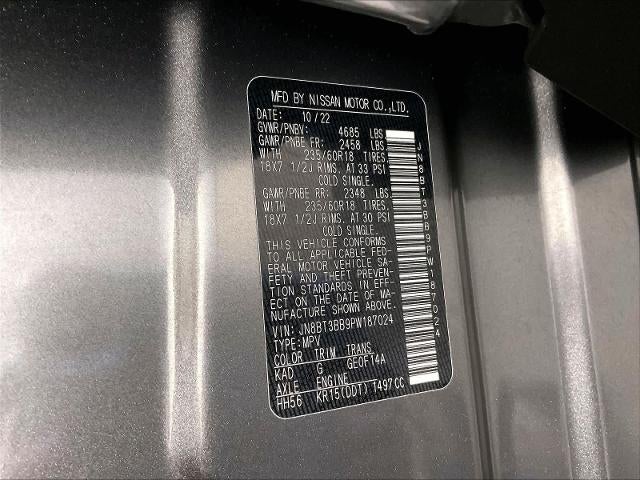 MFD BY NISSAN MOTOR CO.,LTD.
DATE: 10/22
GVWR/PNBV: 4685 LBS
GAWR/PNBE FR: 2458 LBS
WITH 235/60R18 TIRES.
18X7 1/2J RIMS. AT 33 PSI
COLD SINGLE.
GAWR/PNBE RR: 2348 LBS
WITH 235/60R18 TIRES.
18X7 1/2J RIMS. AT 30 PSI
COLD SINGLE.
THIS VEHICLE CONFORMS
TO ALL APPLICABLE FED-
ERAL MOTOR VEHICLE SA-
FETY AND THEFT PREVEN-
TION STANDARDS IN EFF-
ECT ON THE DATE OF MA-
NUFACTURE SHOWN ABOVE.
VIN: JN8BT3BB9PW187024
TYPE: MPV
COLOR TRIM TRANS
KAD G GE0F14A
AXLE ENGINE
HH56 KR15(DDT) 1497CC
JN8BT3BB9PW187024